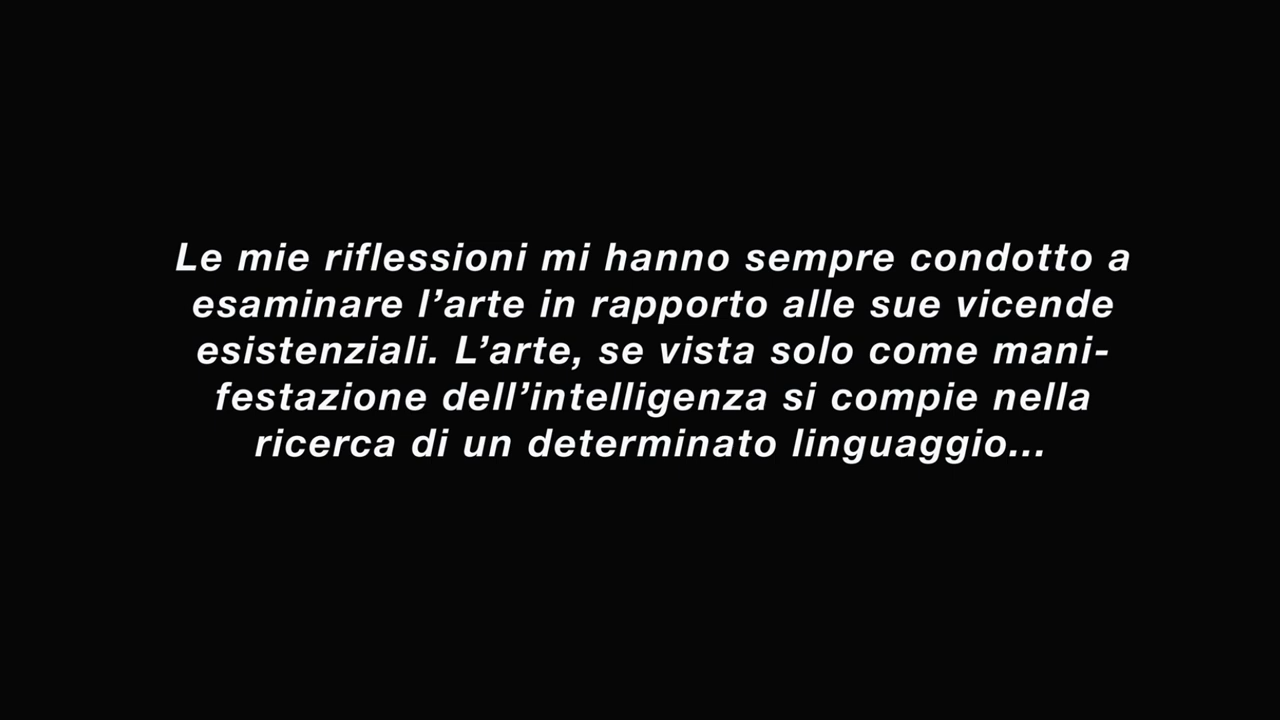 Le mie riflessioni mi hanno sempre condotto a
esaminare l’arte in rapporto alle sue vicende
esistenziali. L’arte, se vista solo come mani-
festazione dell’intelligenza si compie nella
ricerca di un determinato linguaggio...